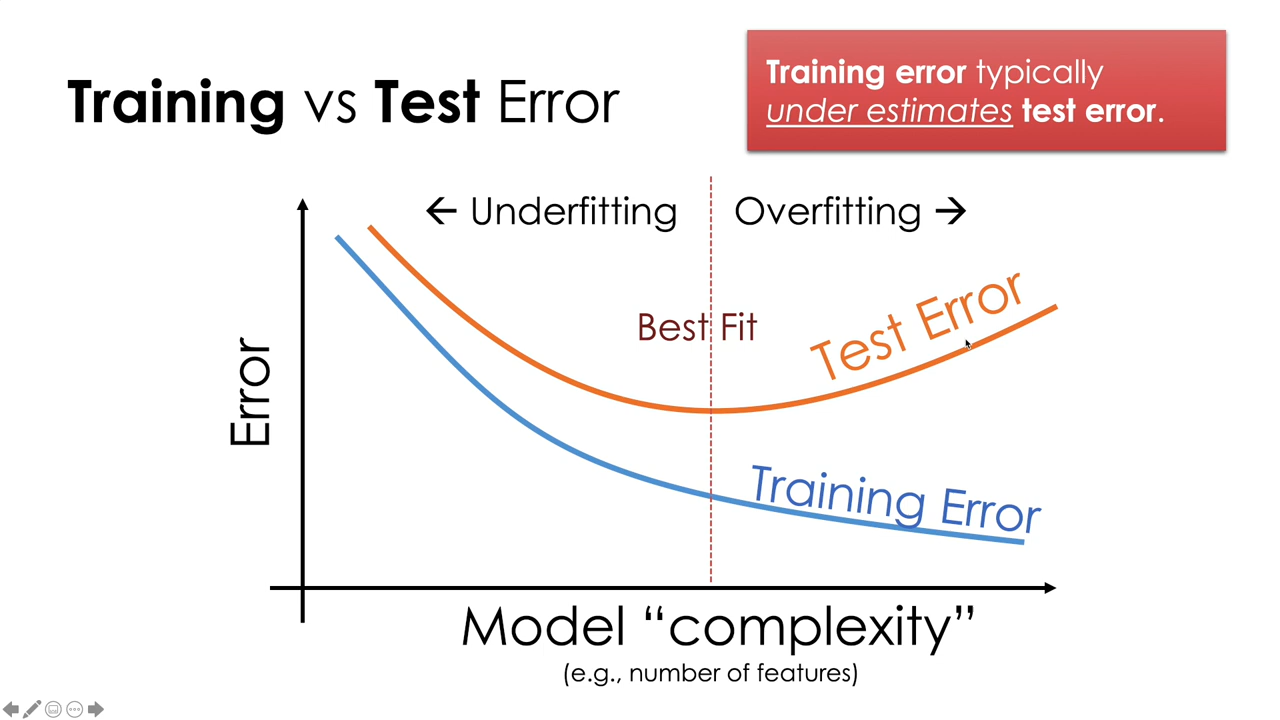 Training vs Test Error
Training error typically
under estimates test error.
← Underfitting
Overfitting →
Best Fit
Test Error
Error
Training Error
Model “complexity”
(e.g., number of features)